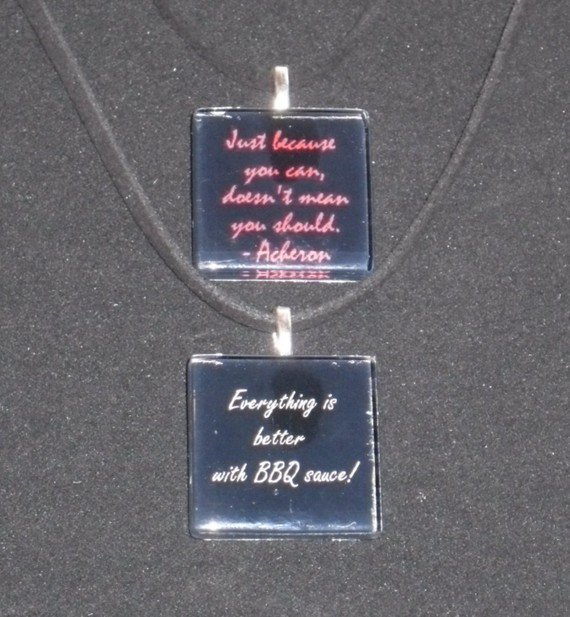 Just because
you can,
doesn't mean
you should.
- Acheron
Everything is
better
with BBQ sauce!